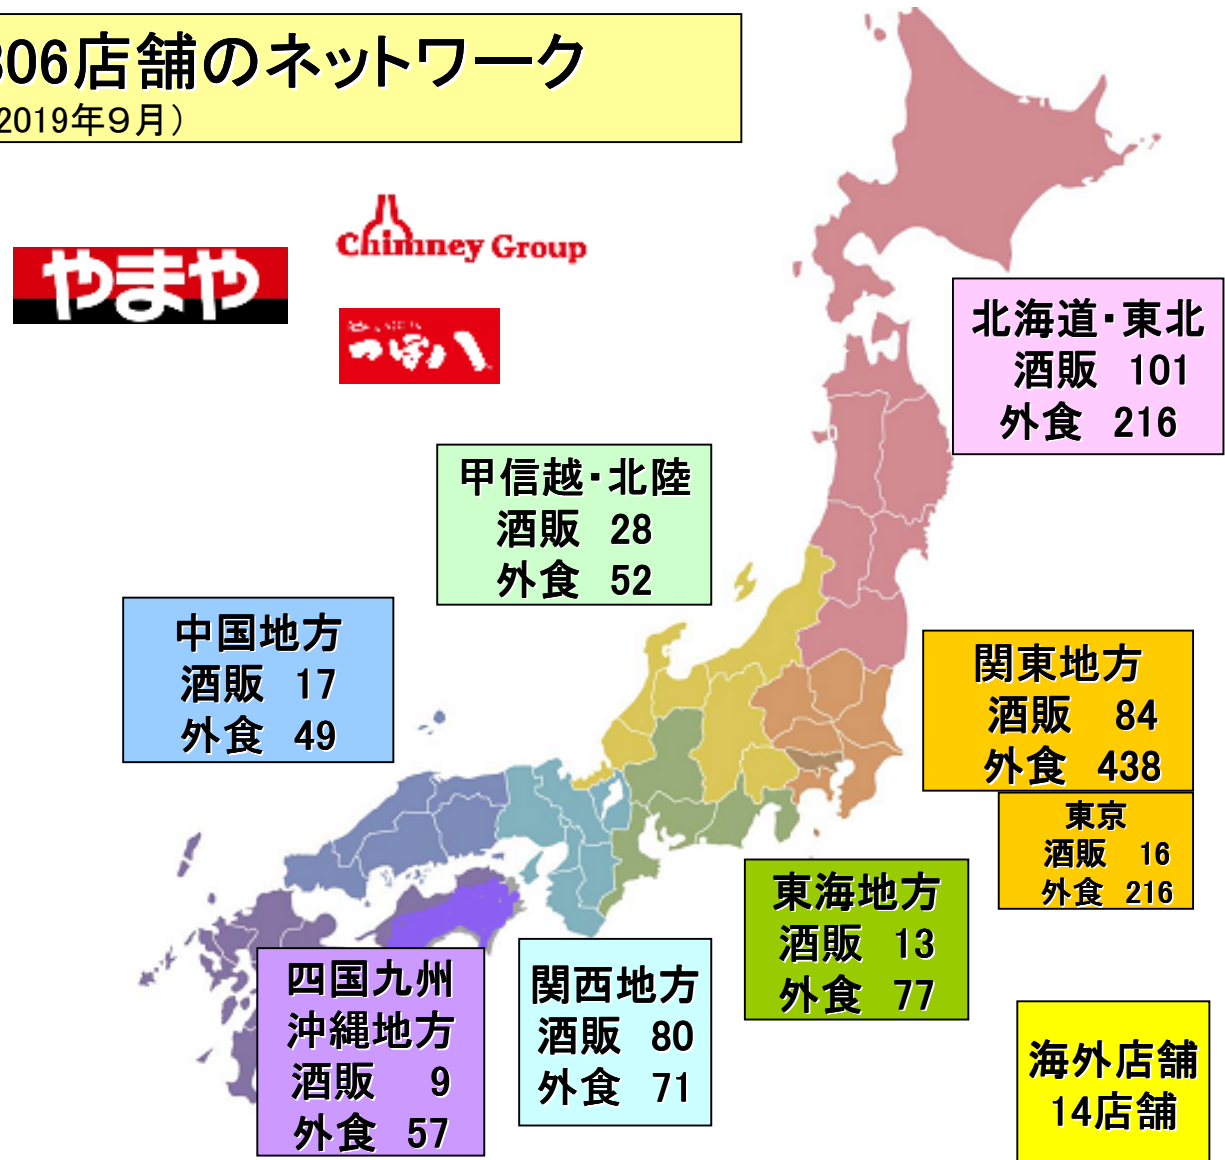 306店舗のネットワーク
2019年９月）
Chimney Group
やまや
つぼ八
北海道・東北
酒販 101
外食 216
甲信越・北陸
酒販 28
外食 52
中国地方
酒販 17
外食 49
関東地方
酒販 84
外食 438
東京
酒販 16
外食 216
東海地方
酒販 13
外食 77
四国九州
沖縄地方
酒販 9
外食 57
関西地方
酒販 80
外食 71
海外店舗
14店舗